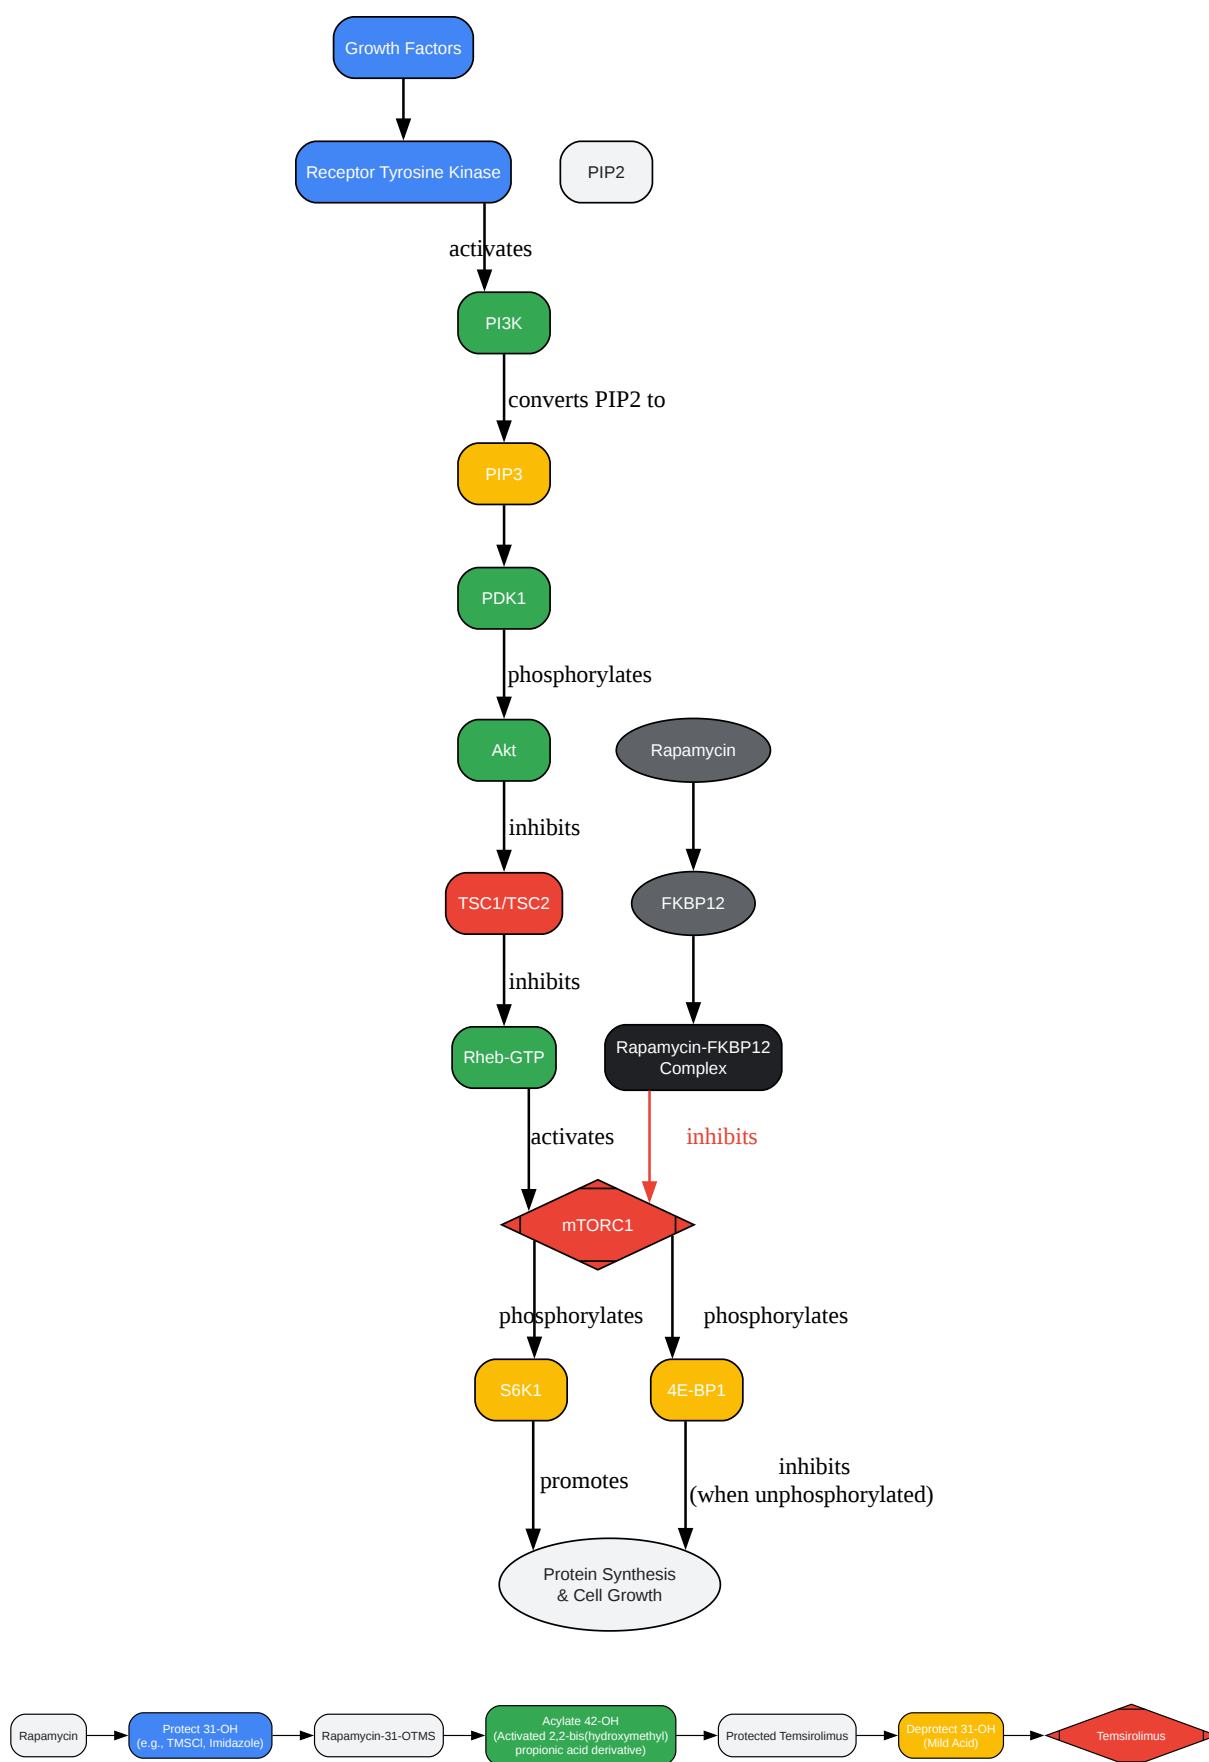 Growth Factors
Receptor Tyrosine Kinase
PIP2
activates
PI3K
converts PIP2 to
PIP3
PDK1
phosphorylates
Akt
Rapamycin
inhibits
TSC1/TSC2
FKBP12
inhibits
Rheb-GTP
Rapamycin-FKBP12
Complex
activates
inhibits
mTORC1
phosphorylates
phosphorylates
S6K1
4E-BP1
promotes
inhibits
(when unphosphorylated)
Protein Synthesis
& Cell Growth
Rapamycin
Protect 31-OH
(e.g., TMSCl, Imidazole)
Rapamycin-31-OTMS
Acylate 42-OH
(Activated 2,2-bis(hydroxymethyl)
propionic acid derivative)
Protected Temsirolimus
Deprotect 31-OH
(Mild Acid)
Temsirolimus